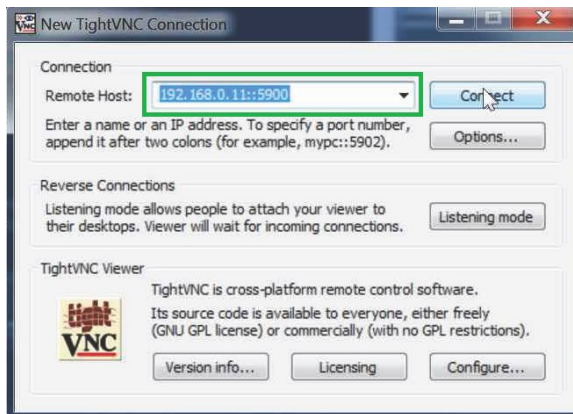 New TightVNC Connection
Connection
Remote Host: 192.168.0.11::5900 Connect
Enter a name or an IP address. To specify a port number,
append it after two colons (for example, mypc::5902).
Options...
Reverse Connections
Listening mode allows people to attach your viewer to
their desktops. Viewer will wait for incoming connections.
Listening mode
TightVNC Viewer
tight
VNC
TightVNC is cross-platform remote control software.
Its source code is available to everyone, either freely
(GNU GPL license) or commercially (with no GPL restrictions).
Version info... Licensing Configure...